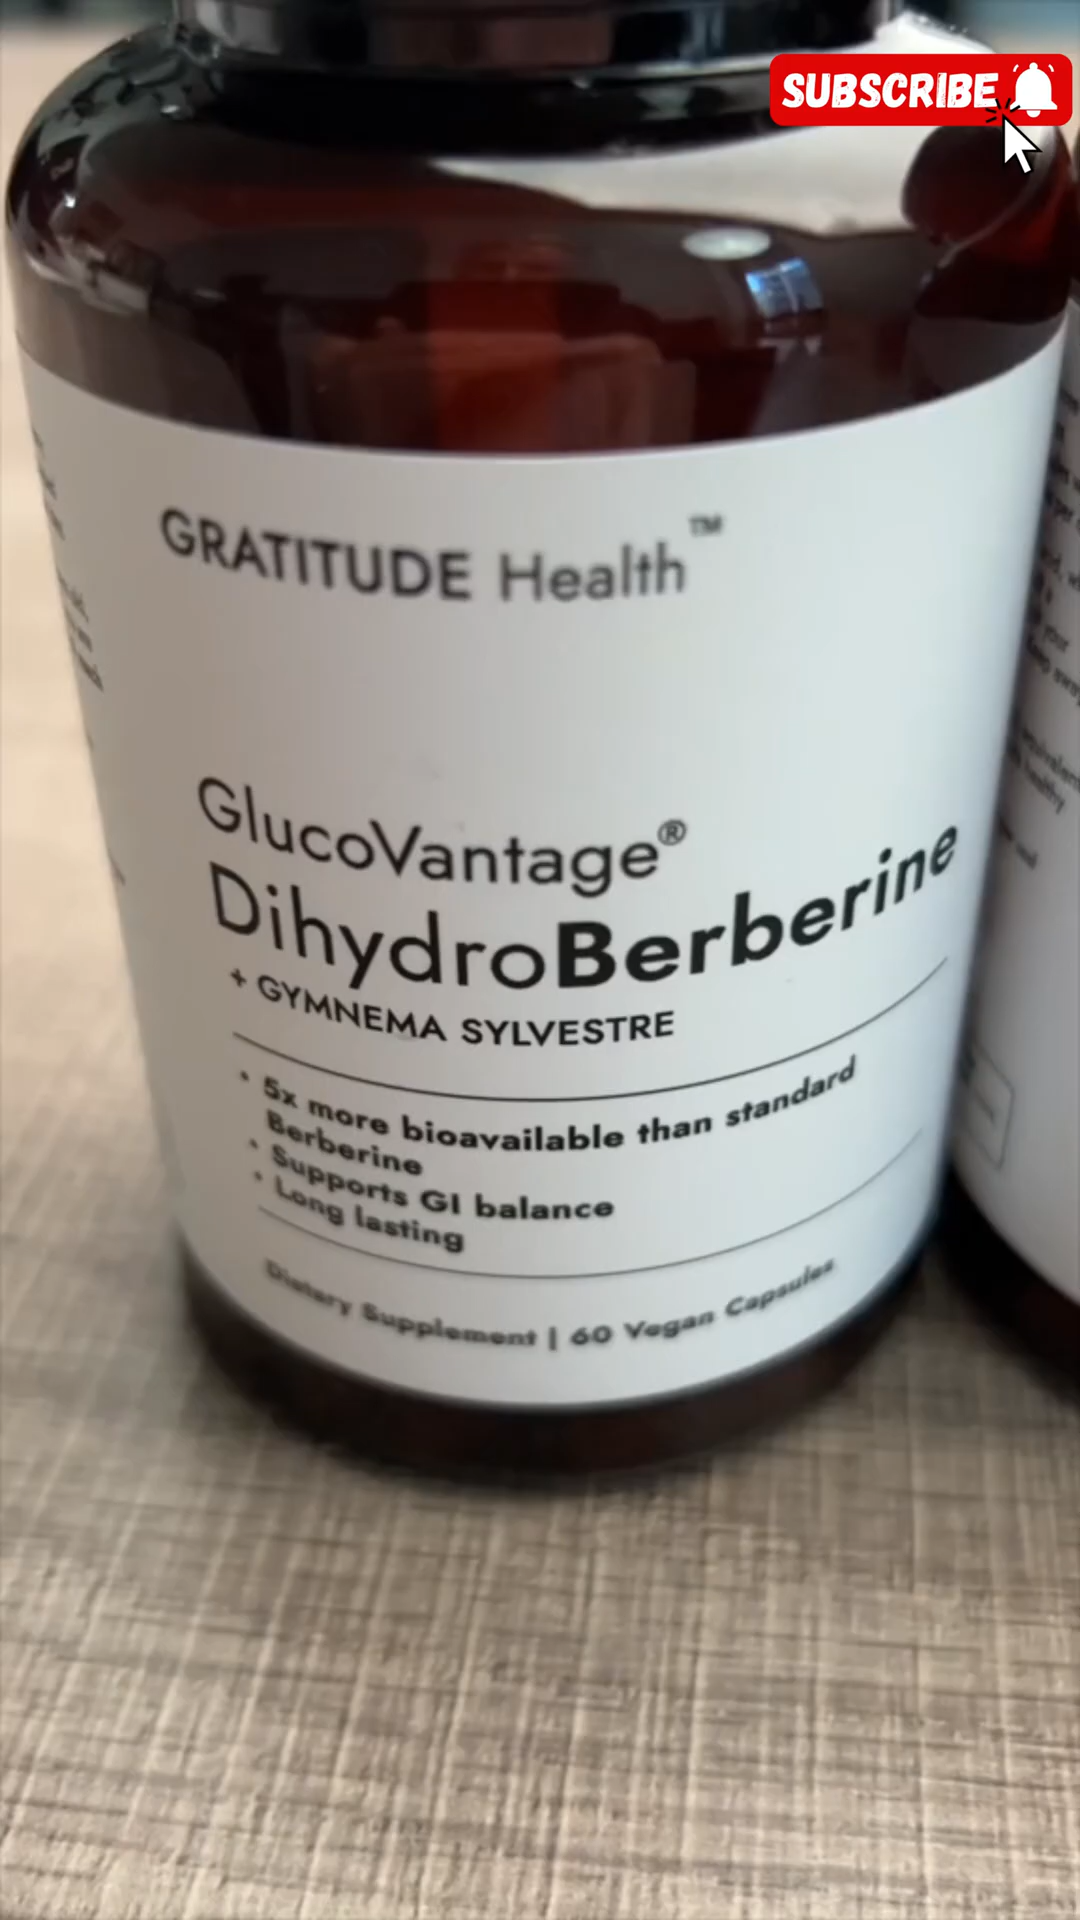 SUBSCRIBE
GRATITUDE Health™
GlucoVantage®
DihydroBerberine
+ GYMNEMA SYLVESTRE
• 5x more bioavailable than standard
Berberine
• Supports GI balance
• Long lasting
Dietary Supplement | 60 Vegan Capsules